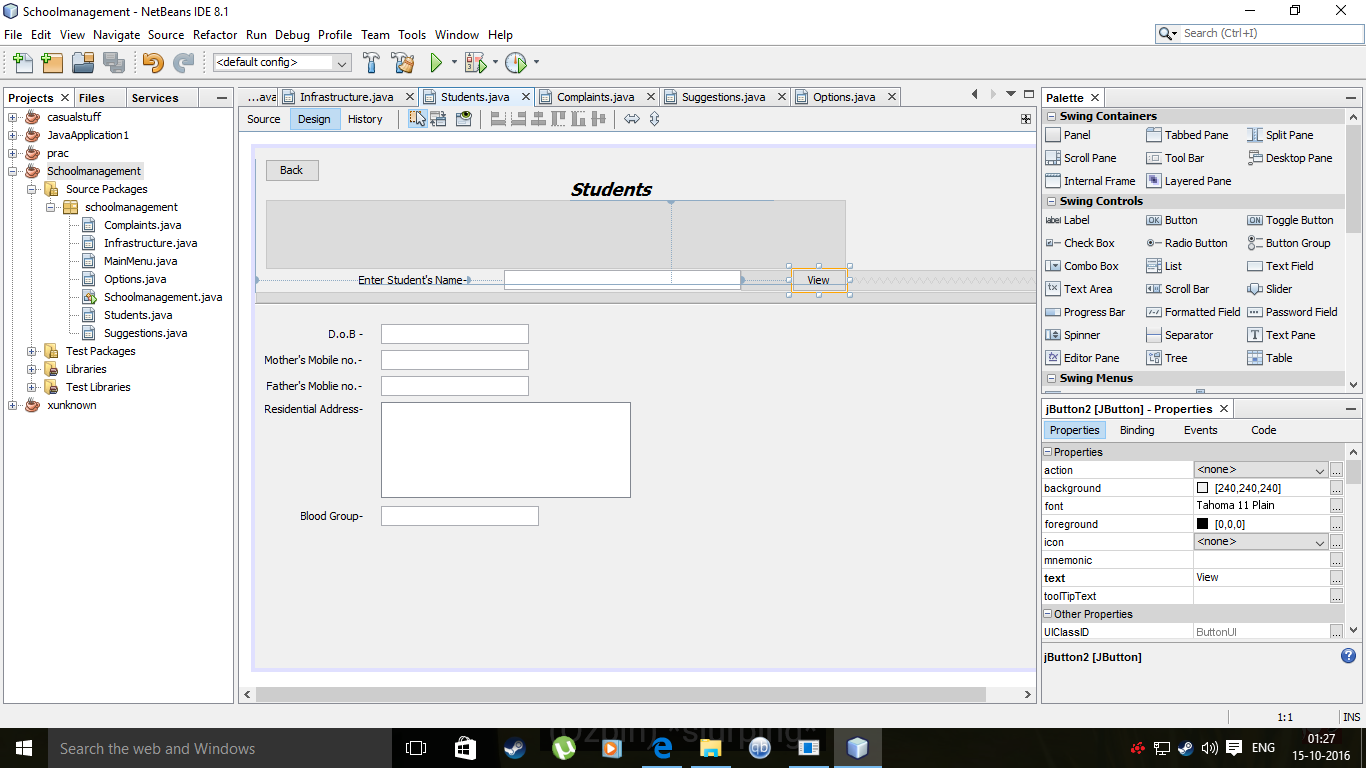 Schoolmanagement - NetBeans IDE 8.1
File Edit View Navigate Source Refactor Run Debug Profile Team Tools Window Help
Search (Ctrl+I)
<default config>
Projects Files Services
casualstuff
JavaApplication1
prac
Schoolmanagement
Source Packages
schoolmanagement
Complaints.java
Infrastructure.java
MainMenu.java
Options.java
Schoolmanagement.java
Students.java
Suggestions.java
Test Packages
Libraries
Test Libraries
xunknown
...ava Infrastructure.java Students.java Complaints.java Suggestions.java Options.java
Source Design History
Back
Students
Enter Student's Name-
View
D.o.B -
Mother's Mobile no.-
Father's Moblie no.-
Residential Address-
Blood Group-
Palette
Swing Containers
Panel Tabbed Pane Split Pane
Scroll Pane Tool Bar Desktop Pane
Internal Frame Layered Pane
Swing Controls
label Label OK Button ON Toggle Button
Check Box Radio Button Button Group
Combo Box List Text Field
Text Area Scroll Bar Slider
Progress Bar Formatted Field Password Field
Spinner Separator Text Pane
Editor Pane Tree Table
Swing Menus
jButton2 [JButton] - Properties
Properties Binding Events Code
Properties
action <none> ...
background [240,240,240] ...
font Tahoma 11 Plain ...
foreground [0,0,0] ...
icon <none> ...
mnemonic ...
text View ...
toolTipText ...
Other Properties
UIClassID ButtonUI ...
jButton2 [JButton]
1:1 INS
Search the web and Windows
qb
ENG
01:27
15-10-2016